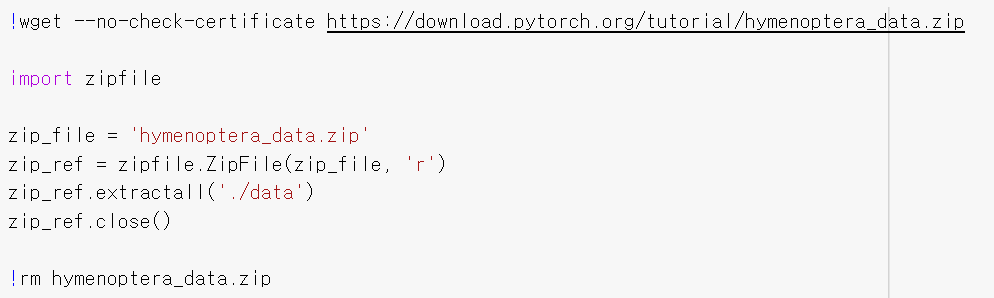 !wget --no-check-certificate https://download.pytorch.org/tutorial/hymenoptera_data.zip
import zipfile
zip_file = 'hymenoptera_data.zip'
zip_ref = zipfile.ZipFile(zip_file, 'r')
zip_ref.extractall('./data')
zip_ref.close()
!rm hymenoptera_data.zip